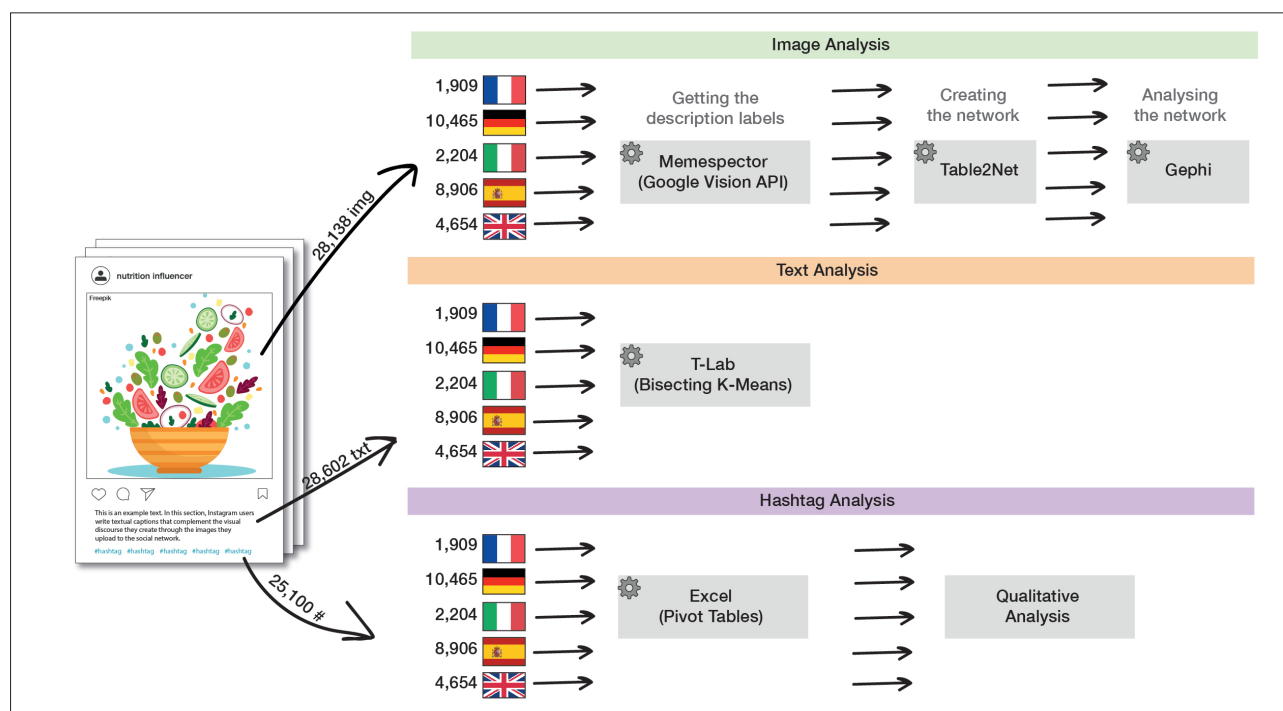 Image Analysis
1,909
10,465
2,204
8,906
4,654
Getting the
description labels
Memespector
(Google Vision API)
Creating
the network
Table2Net
Analysing
the network
Gephi
28,138 img
nutrition influencer
Freepik
This is an example text. In this section, Instagram users
write textual captions that complement the visual
discourse they create through the images they
upload to the social network.
#hashtag #hashtag #hashtag #hashtag #hashtag
28,602 txt
25,100 #
Text Analysis
1,909
10,465
2,204
8,906
4,654
T-Lab
(Bisecting K-Means)
Hashtag Analysis
1,909
10,465
2,204
8,906
4,654
Excel
(Pivot Tables)
Qualitative
Analysis